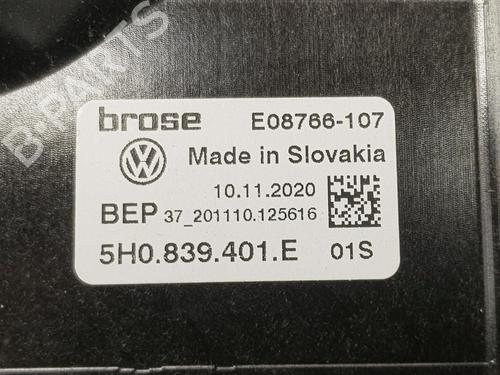 B-PARTS
brose E08766-107
Made in Slovakia
10.11.2020
BEP 37_201110.125616
5H0.839.401.E 01S